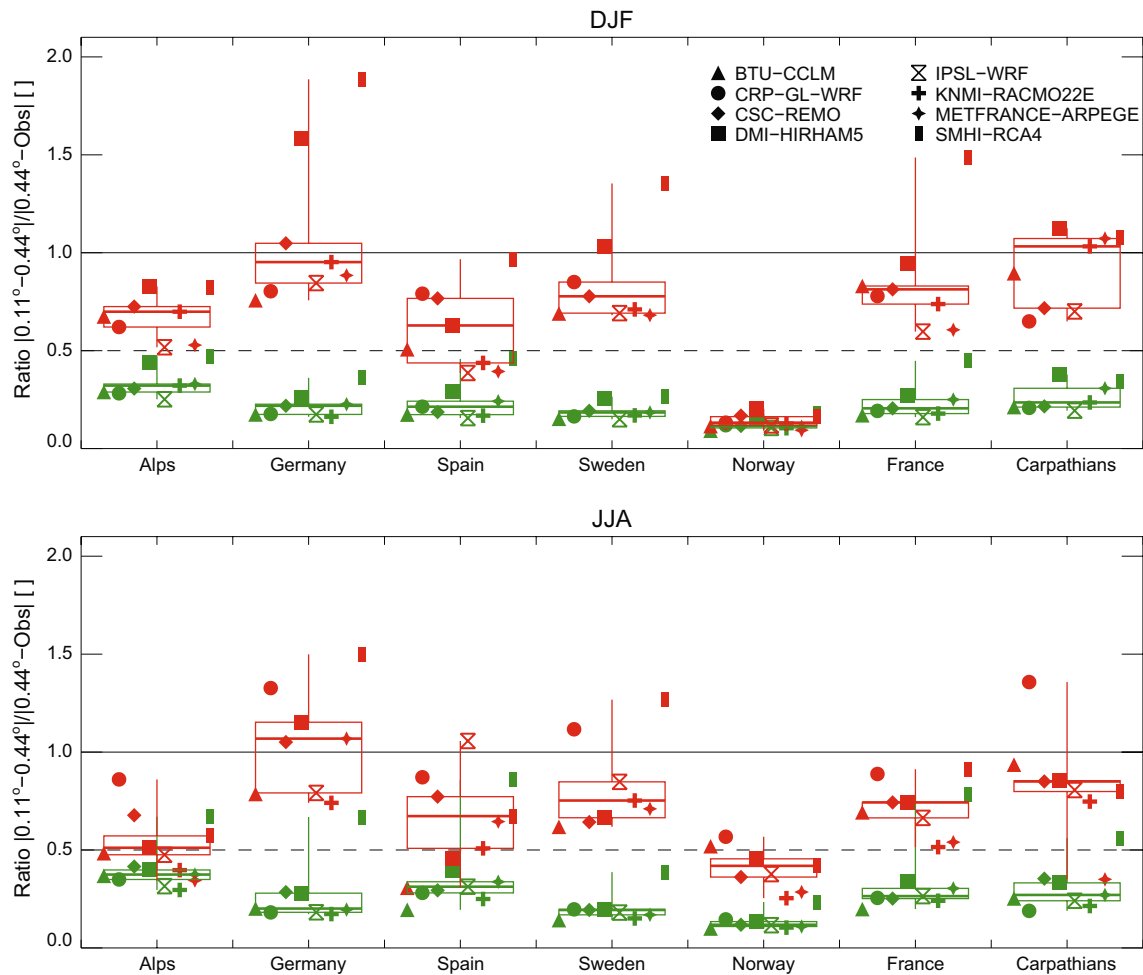 DJF
Ratio |0.11°−0.44°|/|0.44°−Obs| [ ]
2.0
1.5
1.0
0.5
0.0
BTU−CCLM
CRP−GL−WRF
CSC−REMO
DMI−HIRHAM5
IPSL−WRF
KNMI−RACMO22E
METFRANCE−ARPEGE
SMHI−RCA4
Alps Germany Spain Sweden Norway France Carpathians
JJA
Ratio |0.11°−0.44°|/|0.44°−Obs| [ ]
2.0
1.5
1.0
0.5
0.0
Alps Germany Spain Sweden Norway France Carpathians